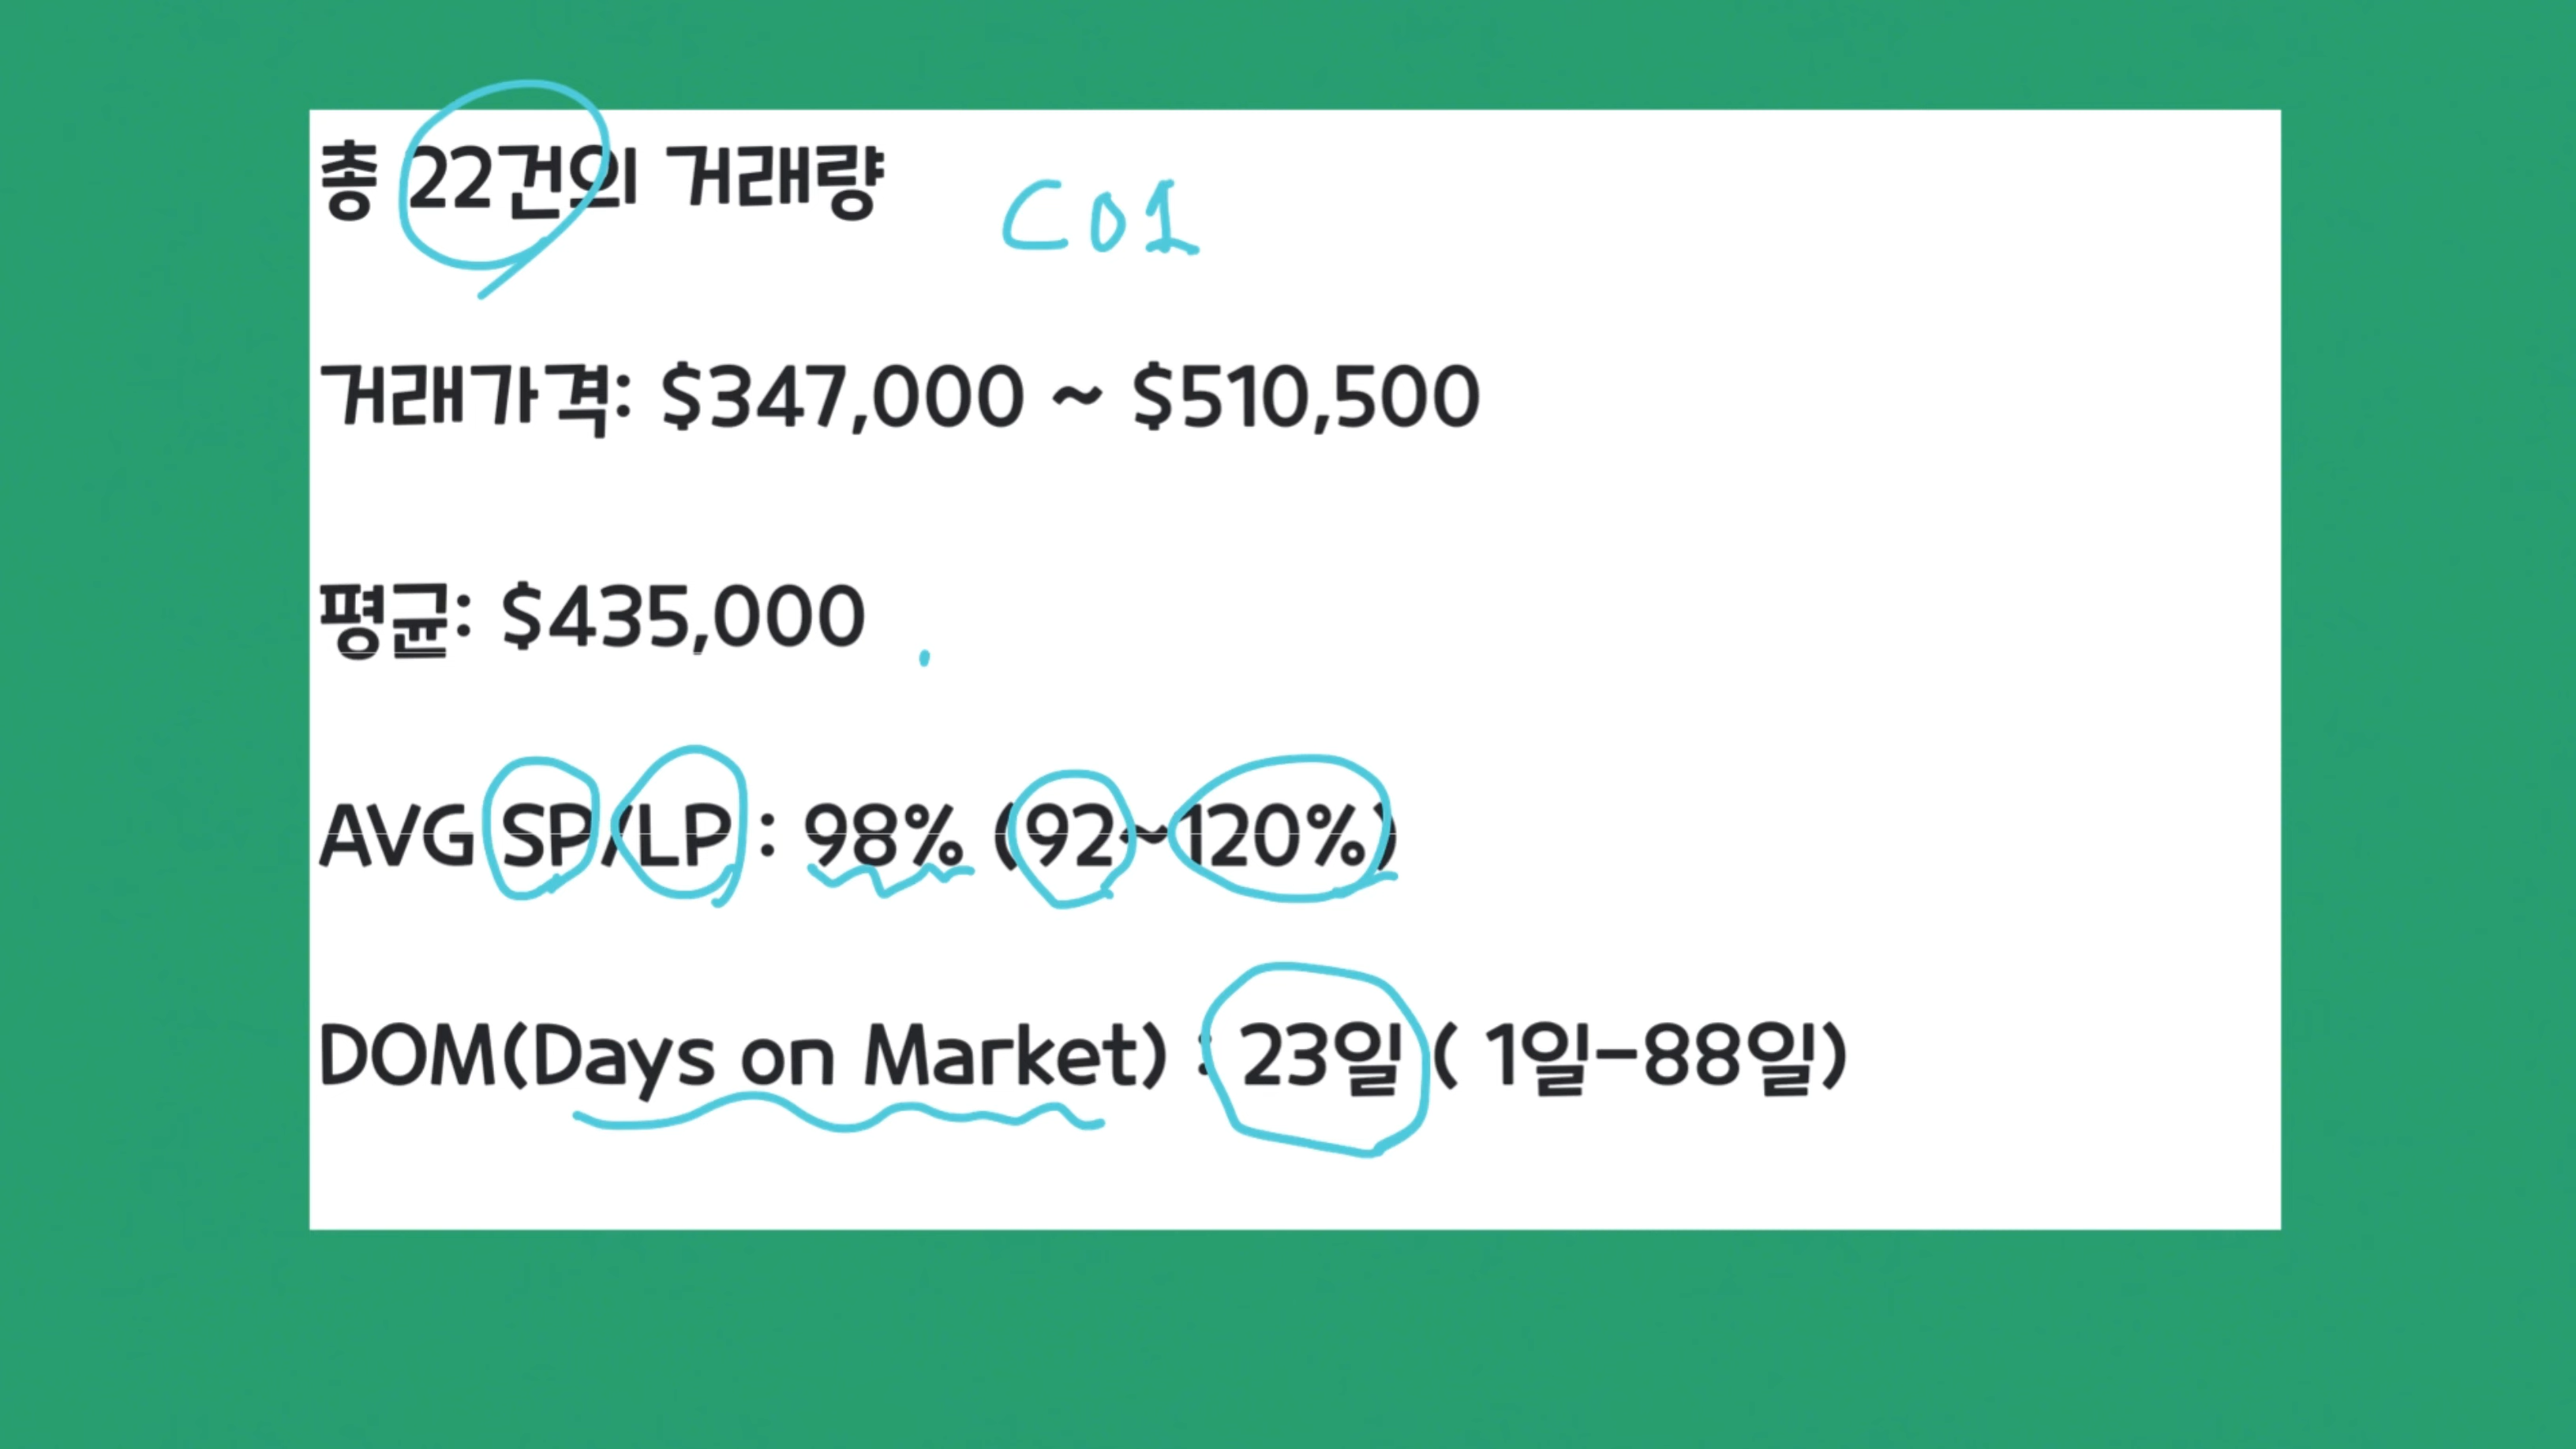 총 22건의 거래량
C01
거래가격: $347,000 ~ $510,500
평균: $435,000
AVG SP/LP : 98% (92~120%)
DOM(Days on Market) : 23일 ( 1일-88일)